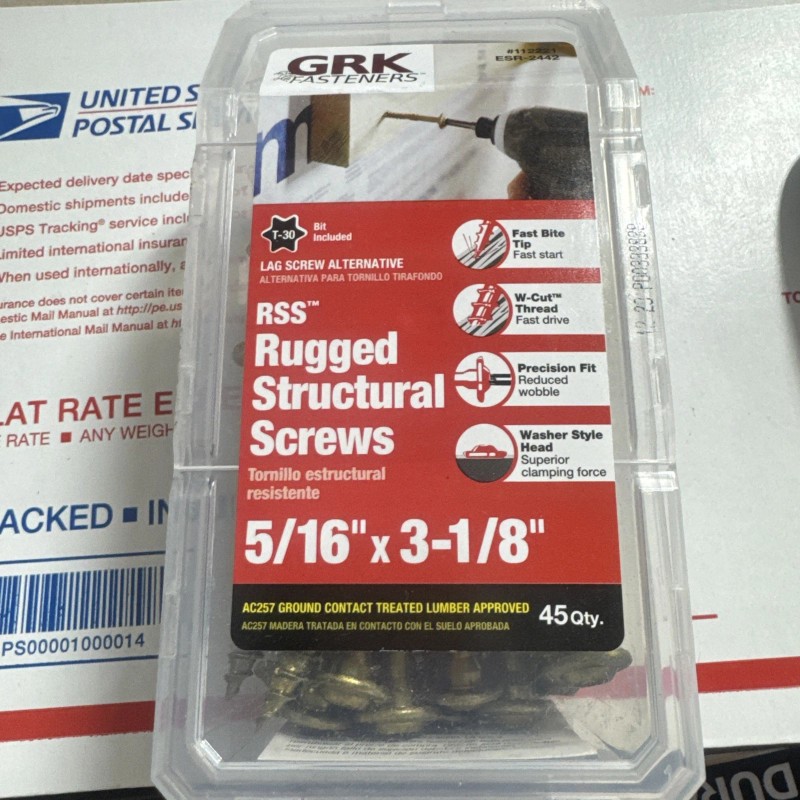 GRK
FASTENERS™
#112221
ESR-2442
T-30
Bit
Included
LAG SCREW ALTERNATIVE
ALTERNATIVA PARA TORNILLO TIRAFONDO
RSS™
Rugged
Structural
Screws
Tornillo estructural
resistente
5/16" x 3-1/8"
Fast Bite
Tip
Fast start
W-Cut™
Thread
Fast drive
Precision Fit
Reduced
wobble
Washer Style
Head
Superior
clamping force
AC257 GROUND CONTACT TREATED LUMBER APPROVED
AC257 MADERA TRATADA EN CONTACTO CON EL SUELO APROBADA
45 Qty.
UNITED S
POSTAL S
Expected delivery date spec
Domestic shipments include
USPS Tracking® service incl
Limited international insuran
When used internationally, a
urance does not cover certain ite
estic Mail Manual at http://pe.us
e International Mail Manual at ht
LAT RATE E
RATE ■ ANY WEIGH
ACKED ■ IN
PS00001000014
M:
TO